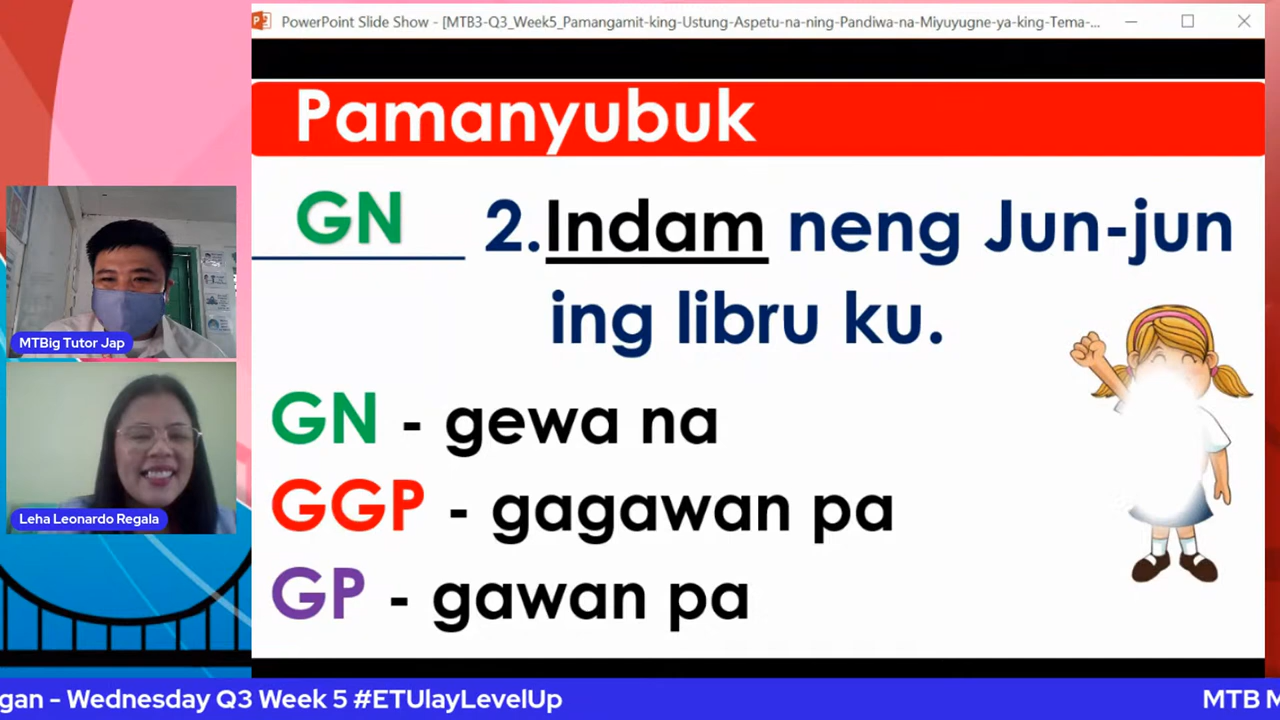 PowerPoint Slide Show - [MTB3-Q3_Week5_Pamangamit-king-Ustung-Aspetu-na-ning-Pandiwa-na-Miyuyugne-ya-king-Tema-...
Pamanyubuk
GN 2.Indam neng Jun-jun
ing libru ku.
GN - gewa na
GGP - gagawan pa
GP - gawan pa
MTBig Tutor Jap
Leha Leonardo Regala
gan - Wednesday Q3 Week 5 #ETUlayLevelUp
MTB M